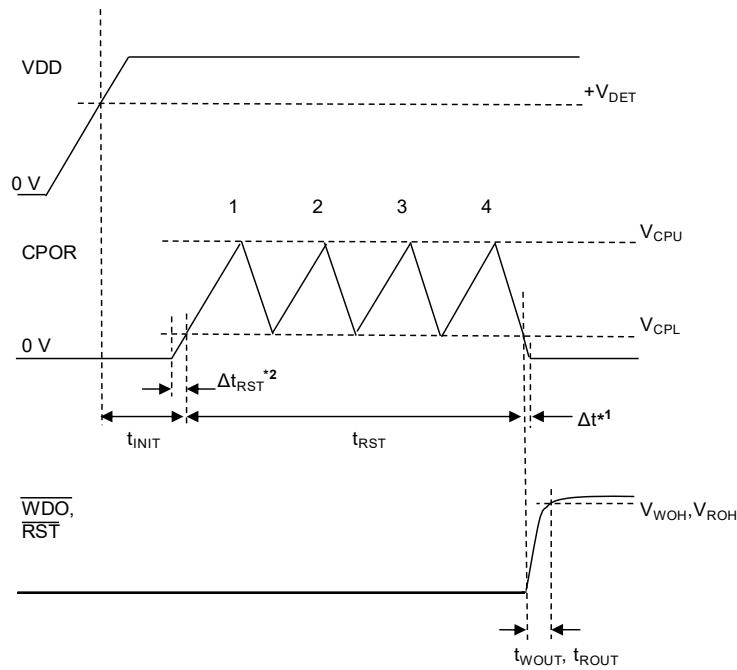 VDD
+VDET
0 V
1 2 3 4
VCPU
CPOR
VCPL
0 V
ΔtRST*2
Δt*1
tINIT
tRST
WDO,
RST
VWOH,VROH
tWOUT, tROUT